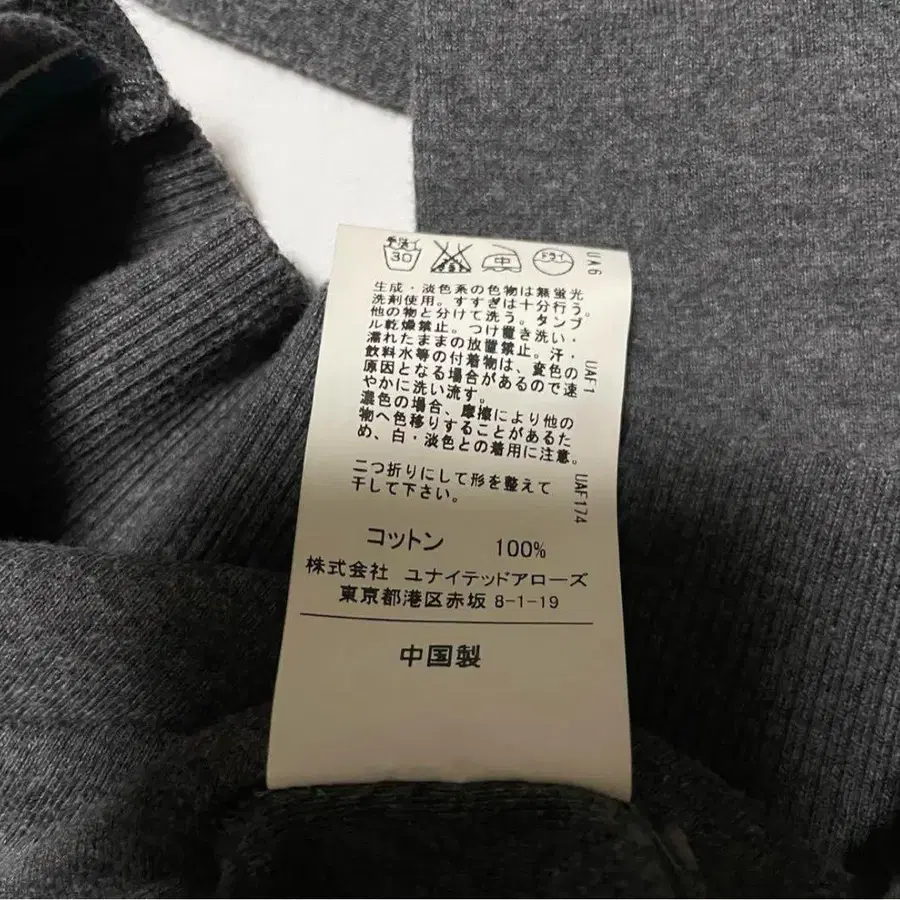 手洗イ 30 中 ドライ
生成・淡色系の色物は無蛍光
洗剤使用。すすぎは十分行う。
他の物と分けて洗う。タンブ
ル乾燥禁止。つけ置き洗い・
濡れたままの放置禁止。汗・
飲料水等の付着物は、変色の
原因となる場合があるので速
やかに洗い流す。
濃色の場合、摩擦により他の
物へ色移りすることがあるた
め、白・淡色との着用に注意。
二つ折りにして形を整えて
干して下さい。
コットン 100%
株式会社 ユナイテッドアローズ
東京都港区赤坂 8-1-19
中国製
UA6
UAF1
UAF174